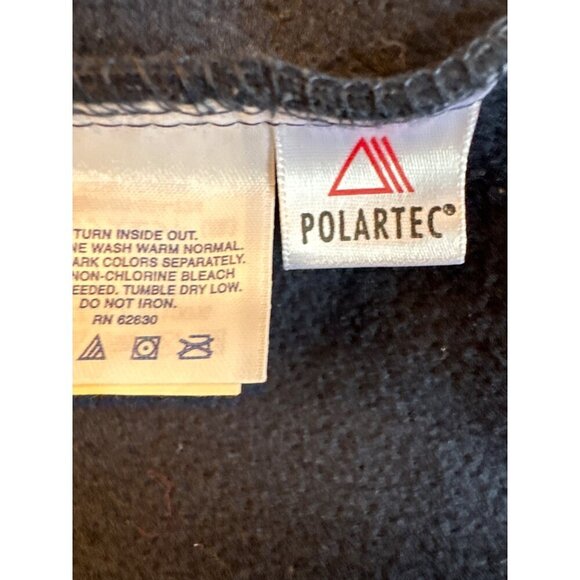 TURN INSIDE OUT.
NE WASH WARM NORMAL.
ARK COLORS SEPARATELY.
NON-CHLORINE BLEACH
EEDED. TUMBLE DRY LOW.
DO NOT IRON.
RN 62830
POLARTEC®